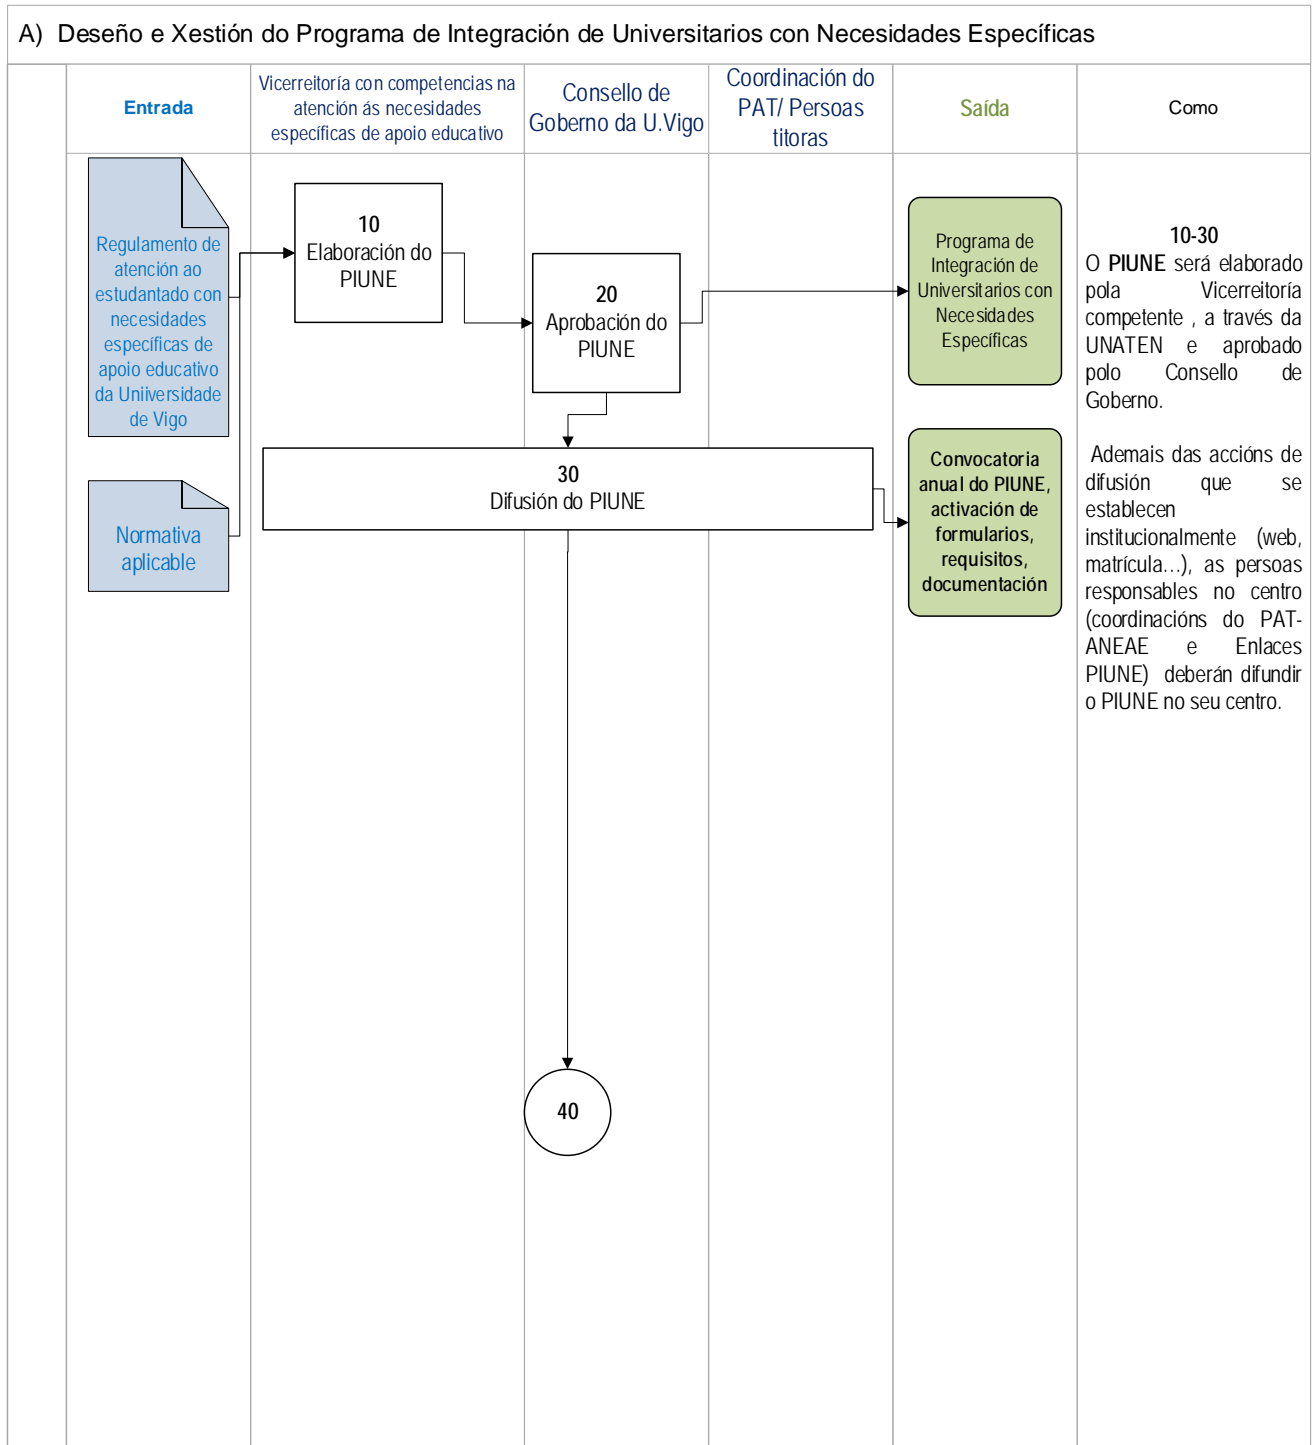 A) Deseño e Xestión do Programa de Integración de Universitarios con Necesidades Específicas
Entrada
Vicerreitoría con competencias na
atención ás necesidades
específicas de apoio educativo
Consello de
Goberno da U.Vigo
Coordinación do
PAT/ Persoas
titoras
Saída
Como
Regulamento de
atención ao
estudantado con
necesidades
específicas de
apoio educativo
da Uniiversidade
de Vigo
Normativa
aplicable
10
Elaboración do
PIUNE
20
Aprobación do
PIUNE
30
Difusión do PIUNE
40
Programa de
Integración de
Universitarios con
Necesidades
Específicas
Convocatoria
anual do PIUNE,
activación de
formularios,
requisitos,
documentación
10-30
O PIUNE será elaborado
pola Vicerreitoría
competente , a través da
UNATEN e aprobado
polo Consello de
Goberno.
Ademais das accións de
difusión que se
establecen
institucionalmente (web,
matrícula…), as persoas
responsables no centro
(coordinacións do PAT-
ANEAE e Enlaces
PIUNE) deberán difundir
o PIUNE no seu centro.